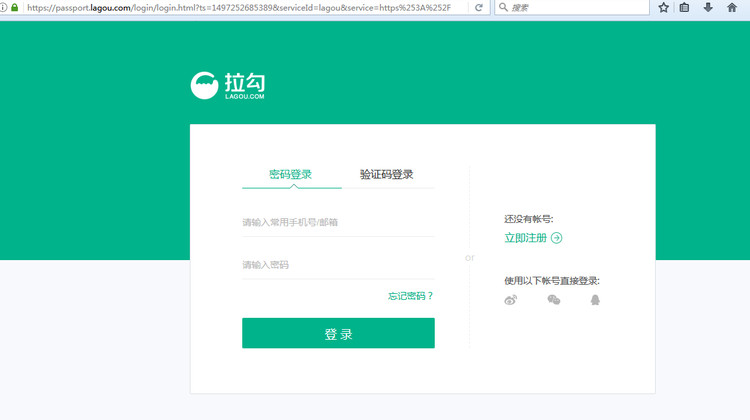 https://passport.lagou.com/login/login.html?ts=1497252685389&serviceId=lagou&service=https%253A%252F
搜索
拉勾
LAGOU.COM
密码登录
验证码登录
请输入常用手机号/邮箱
请输入密码
忘记密码？
登录
or
还没有帐号:
立即注册
使用以下帐号直接登录: